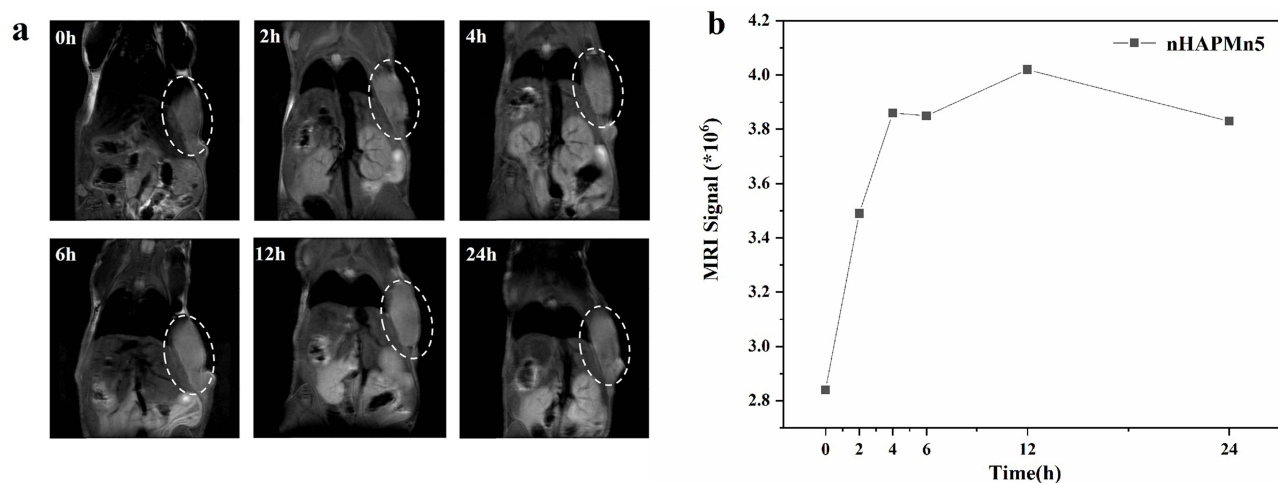 a
0h
2h
4h
6h
12h
24h
b
4.2
4.0
3.8
3.6
3.4
3.2
3.0
2.8
MRI Signal (*10⁶)
nHAPMn5
0 2 4 6 12 24
Time(h)